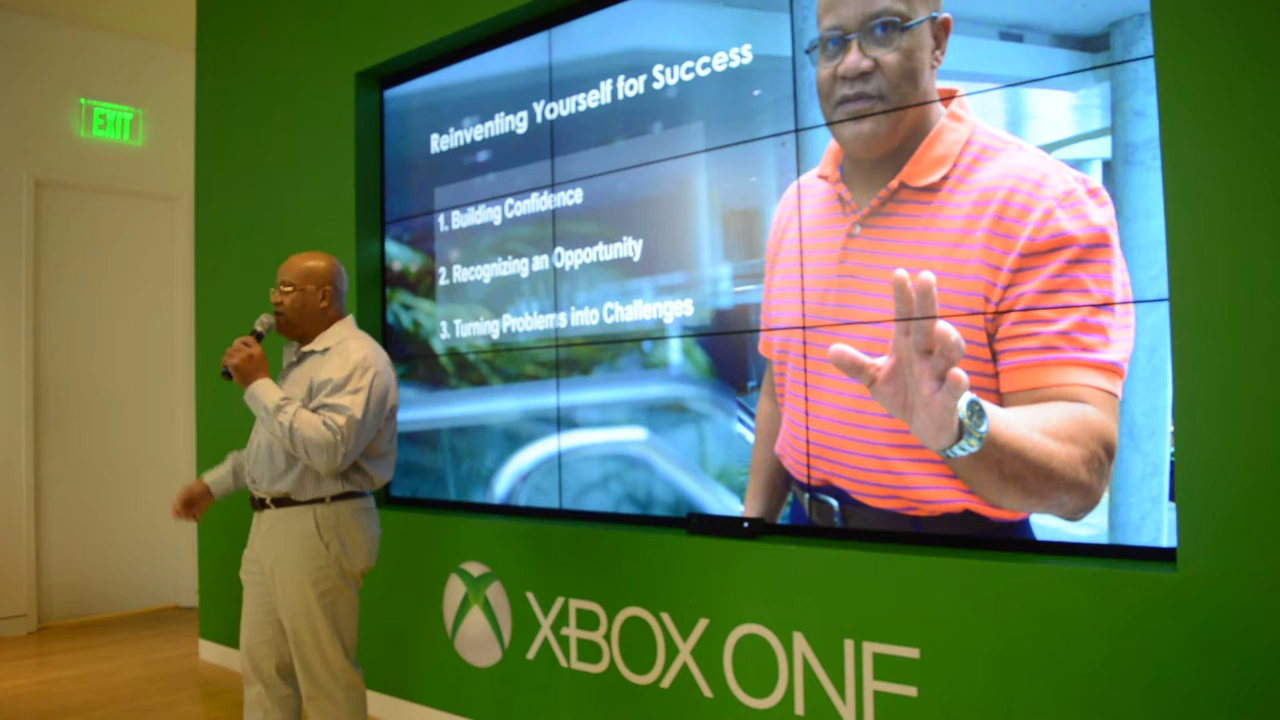 EXIT
Reinventing Yourself for Success
1. Building Confidence
2. Recognizing an Opportunity
3. Turning Problems into Challenges
XBOX ONE